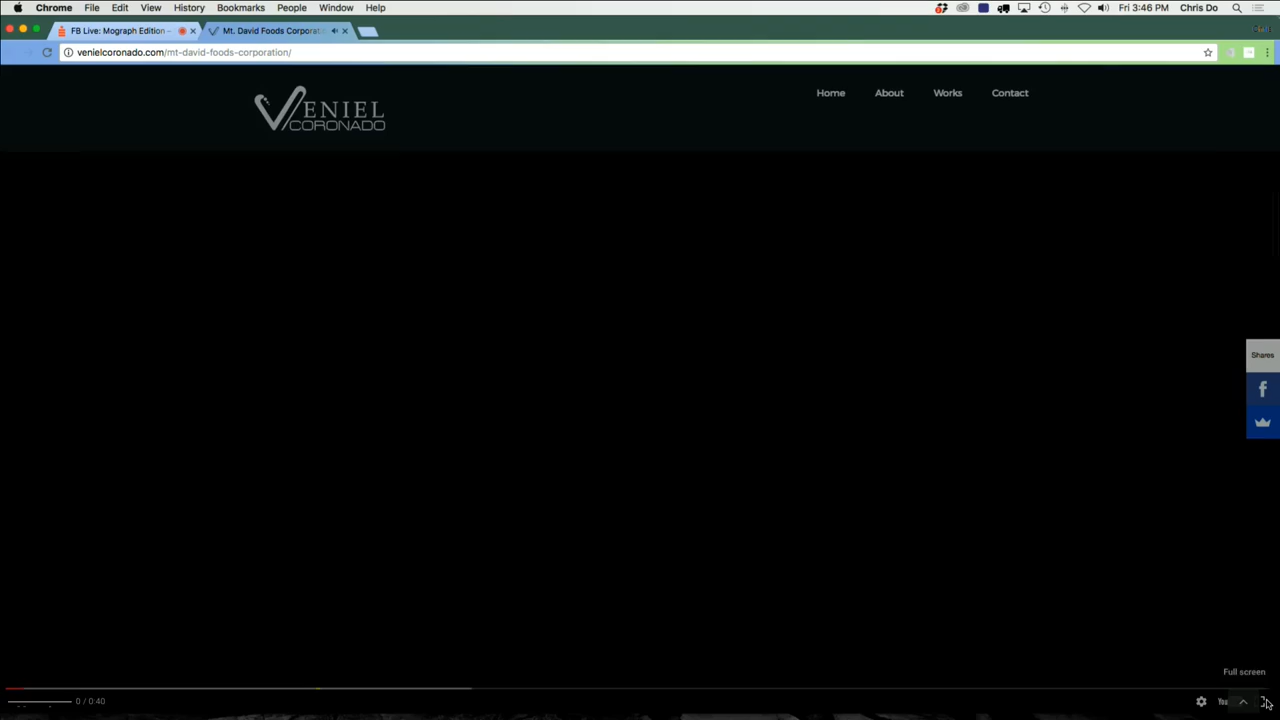 Chrome File Edit View History Bookmarks People Window Help Fri 3:46 PM Chris Do
FB Live: Mograph Edition - Mt. David Foods Corporat
venielcoronado.com/mt-david-foods-corporation/
VENIEL
CORONADO
Home About Works Contact
Shares
Full screen
0 / 0:40
You